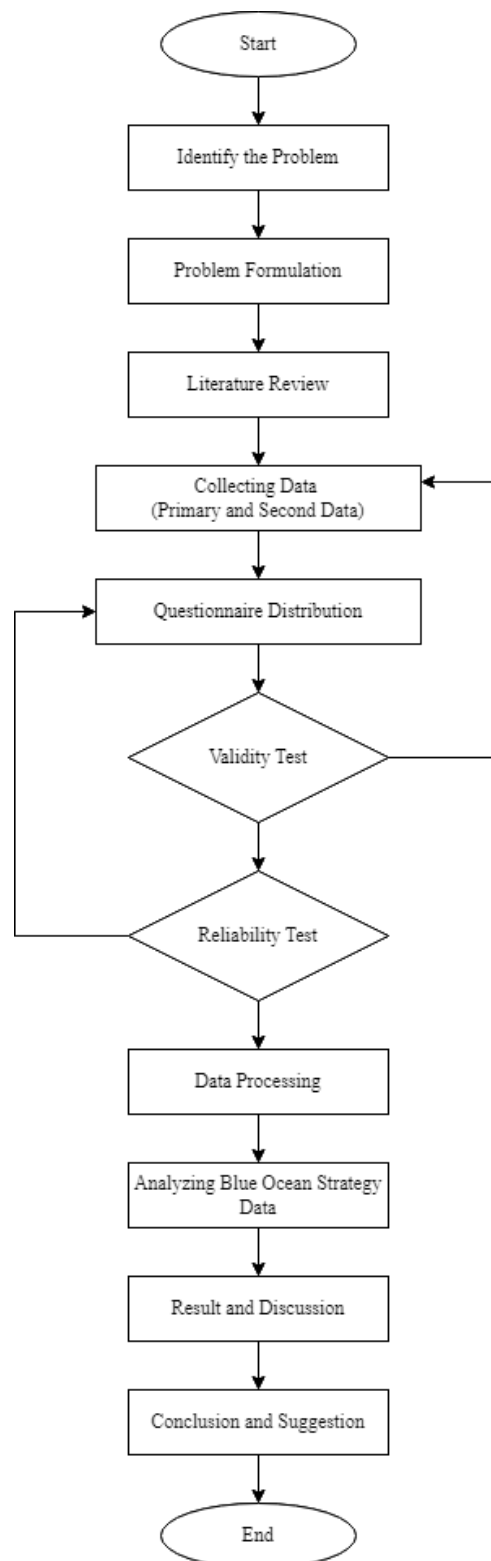 Start
Identify the Problem
Problem Formulation
Literature Review
Collecting Data
(Primary and Second Data)
Questionnaire Distribution
Validity Test
Reliability Test
Data Processing
Analyzing Blue Ocean Strategy
Data
Result and Discussion
Conclusion and Suggestion
End